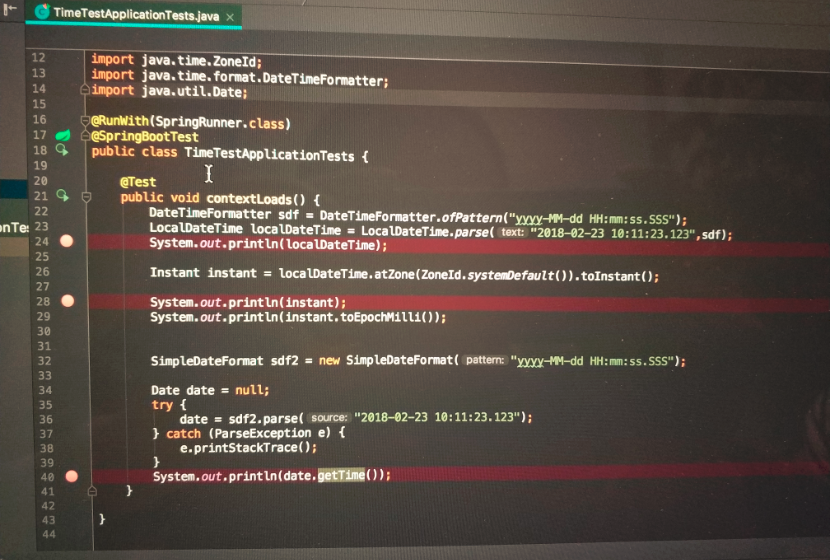 TimeTestApplicationTests.java ×
12 import java.time.ZoneId;
13 import java.time.format.DateTimeFormatter;
14 import java.util.Date;
15
16 @RunWith(SpringRunner.class)
17 @SpringBootTest
18 public class TimeTestApplicationTests {
19
20 @Test
21 public void contextLoads() {
22 DateTimeFormatter sdf = DateTimeFormatter.ofPattern("yyyy-MM-dd HH:mm:ss.SSS");
23 LocalDateTime localDateTime = LocalDateTime.parse( text: "2018-02-23 10:11:23.123",sdf);
24 System.out.println(localDateTime);
25
26 Instant instant = localDateTime.atZone(ZoneId.systemDefault()).toInstant();
27
28 System.out.println(instant);
29 System.out.println(instant.toEpochMilli());
30
31
32 SimpleDateFormat sdf2 = new SimpleDateFormat( pattern: "yyyy-MM-dd HH:mm:ss.SSS");
33
34 Date date = null;
35 try {
36 date = sdf2.parse( source: "2018-02-23 10:11:23.123");
37 } catch (ParseException e) {
38 e.printStackTrace();
39 }
40 System.out.println(date.getTime());
41 }
42
43 }
44